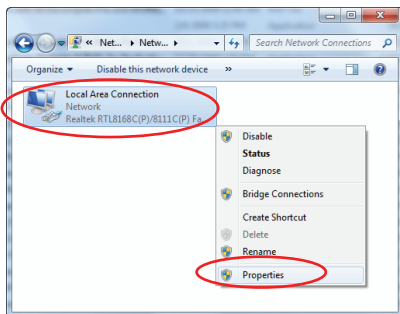 « Net... ▸ Netw... ▸
Search Network Connections
Organize ▾ Disable this network device »
Local Area Connection
Network
Realtek RTL8168C(P)/8111C(P) Fa...
Disable
Status
Diagnose
Bridge Connections
Create Shortcut
Delete
Rename
Properties